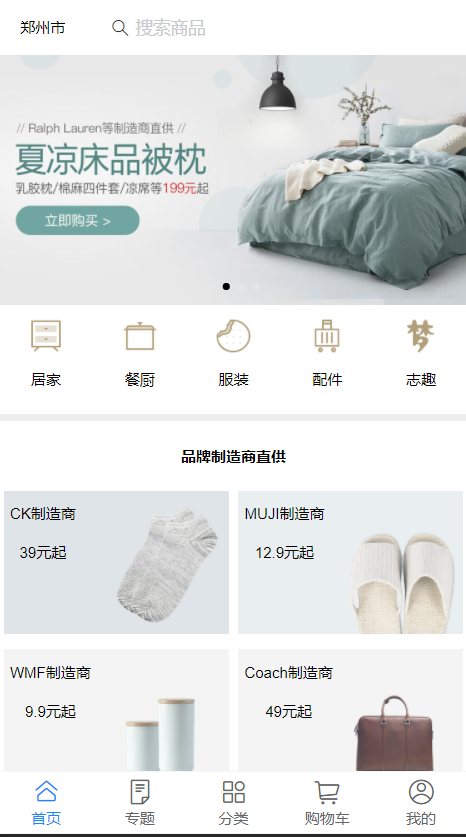 郑州市
搜索商品
// Ralph Lauren等制造商直供 //
夏凉床品被枕
乳胶枕/棉麻四件套/凉席等199元起
立即购买 >
居家 餐厨 服装 配件 志趣
品牌制造商直供
CK制造商
39元起
MUJI制造商
12.9元起
WMF制造商
9.9元起
Coach制造商
49元起
首页 专题 分类 购物车 我的